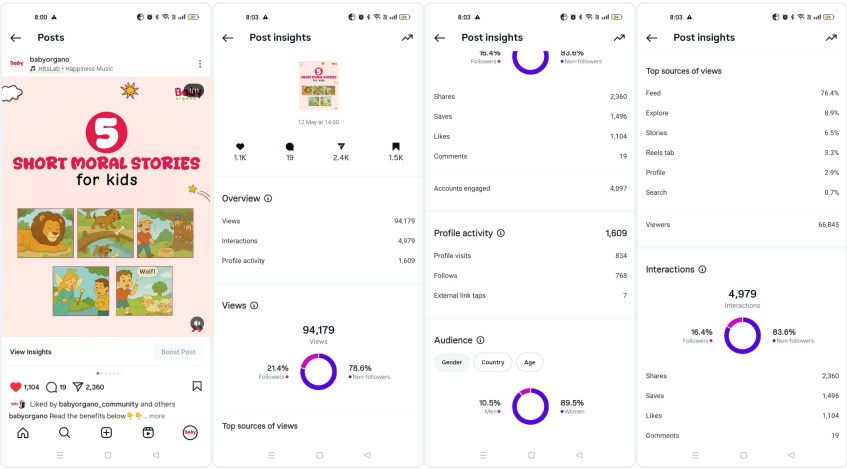 8:00
Posts
babyorgano
HitsLab • Happiness Music
1/11
5
SHORT MORAL STORIES
for kids
Wolf!
View Insights
Boost Post
1,104
19
2,360
Liked by babyorgano_community and others
babyorgano Read the benefits below👇👇... more
8:03
Post insights
5
SHORT MORAL STORIES
for kids
12 May at 14:00
1.1K
19
2.4K
1.5K
Overview
Views 94,179
Interactions 4,979
Profile activity 1,609
Views
94,179
Views
21.4% 78.6%
Followers Non-followers
Top sources of views
8:03
Post insights
16.4% 83.6%
Followers Non-followers
Shares 2,360
Saves 1,496
Likes 1,104
Comments 19
Accounts engaged 4,097
Profile activity 1,609
Profile visits 834
Follows 768
External link taps 7
Audience
Gender Country Age
10.5% 89.5%
Men Women
8:03
Post insights
Top sources of views
Feed 76.4%
Explore 8.9%
Stories 6.5%
Reels tab 3.3%
Profile 2.9%
Search 0.7%
Viewers 66,845
Interactions
4,979
Interactions
16.4% 83.6%
Followers Non-followers
Shares 2,360
Saves 1,496
Likes 1,104
Comments 19